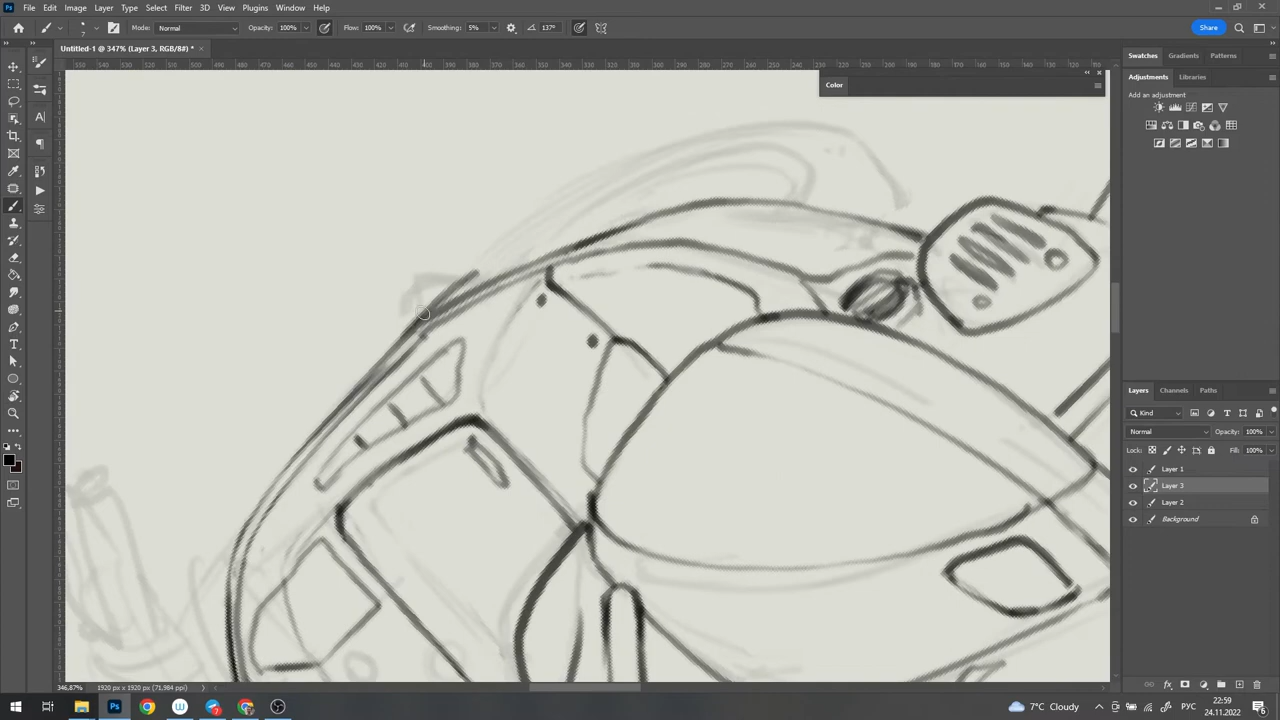 Ps File Edit Image Layer Type Select Filter 3D View Plugins Window Help
7 Mode: Normal Opacity: 100% Flow: 100% Smoothing: 5% 137° Share
Untitled-1 @ 347% (Layer 3, RGB/8#) *
Swatches Gradients Patterns
Color
Adjustments Libraries
Add an adjustment
Layers Channels Paths
Kind
Normal Opacity: 100%
Lock: Fill: 100%
Layer 1
Layer 3
Layer 2
Background
346,87% 1920 px x 1920 px (71,984 ppi)
7°C Cloudy РУС 22:59
24.11.2022